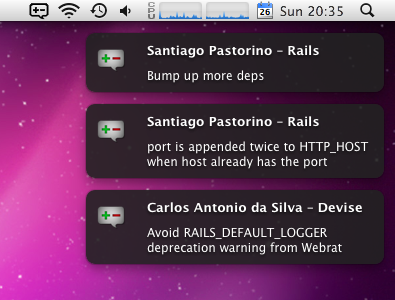 CPU
26
Sun 20:35
Santiago Pastorino – Rails
Bump up more deps
Santiago Pastorino – Rails
port is appended twice to HTTP_HOST
when host already has the port
Carlos Antonio da Silva – Devise
Avoid RAILS_DEFAULT_LOGGER
deprecation warning from Webrat